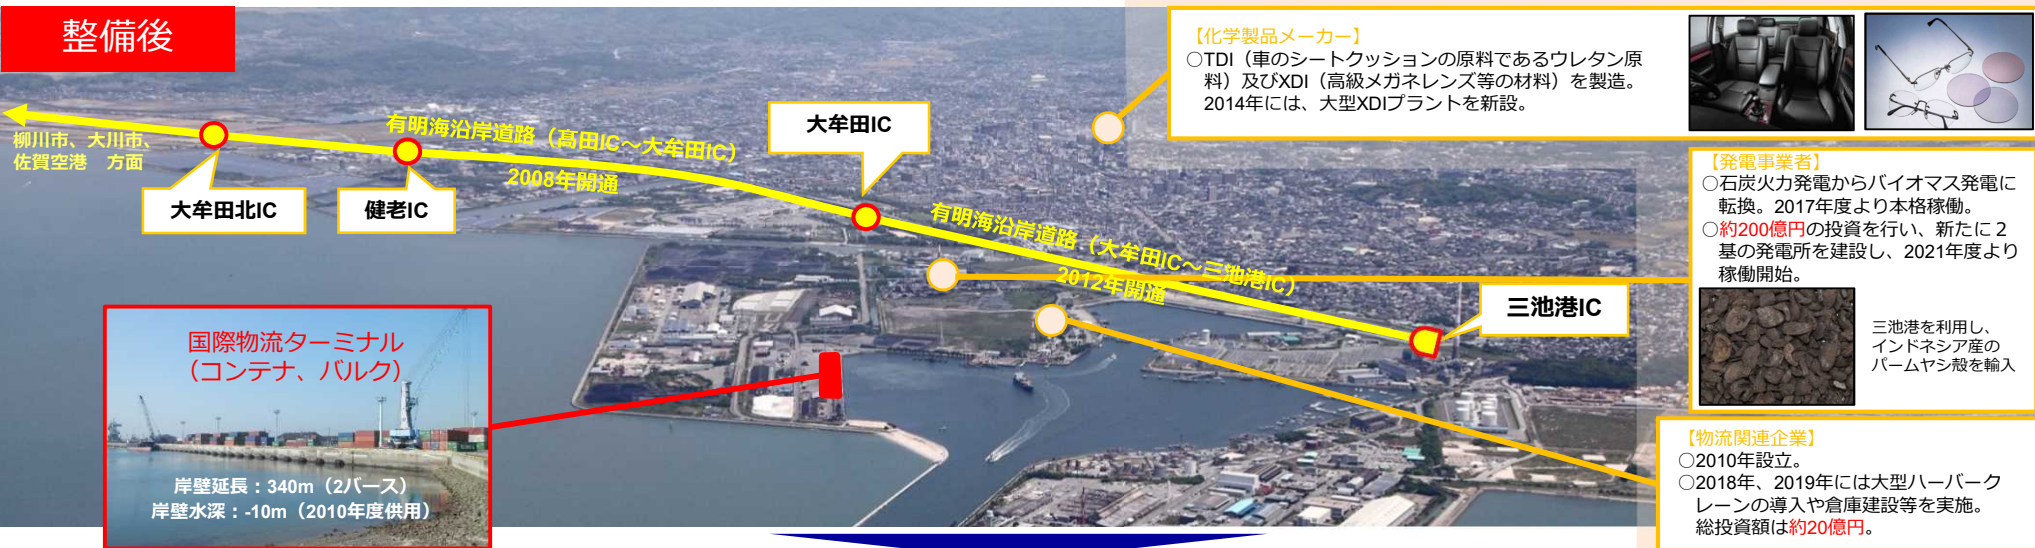 整備後
柳川市、大川市、
佐賀空港　方面
大牟田北IC
健老IC
有明海沿岸道路（髙田IC～大牟田IC）
2008年開通
大牟田IC
有明海沿岸道路（大牟田IC～三池港IC）
2012年開通
三池港IC
国際物流ターミナル
（コンテナ、バルク）
岸壁延長：340m（2バース）
岸壁水深：-10m（2010年度供用）
【化学製品メーカー】
○TDI（車のシートクッションの原料であるウレタン原
料）及びXDI（高級メガネレンズ等の材料）を製造。
2014年には、大型XDIプラントを新設。
【発電事業者】
○石炭火力発電からバイオマス発電に
転換。2017年度より本格稼働。
○約200億円の投資を行い、新たに２
基の発電所を建設し、2021年度より
稼働開始。
三池港を利用し、
インドネシア産の
パームヤシ殻を輸入
【物流関連企業】
○2010年設立。
○2018年、2019年には大型ハーバーク
レーンの導入や倉庫建設等を実施。
総投資額は約20億円。